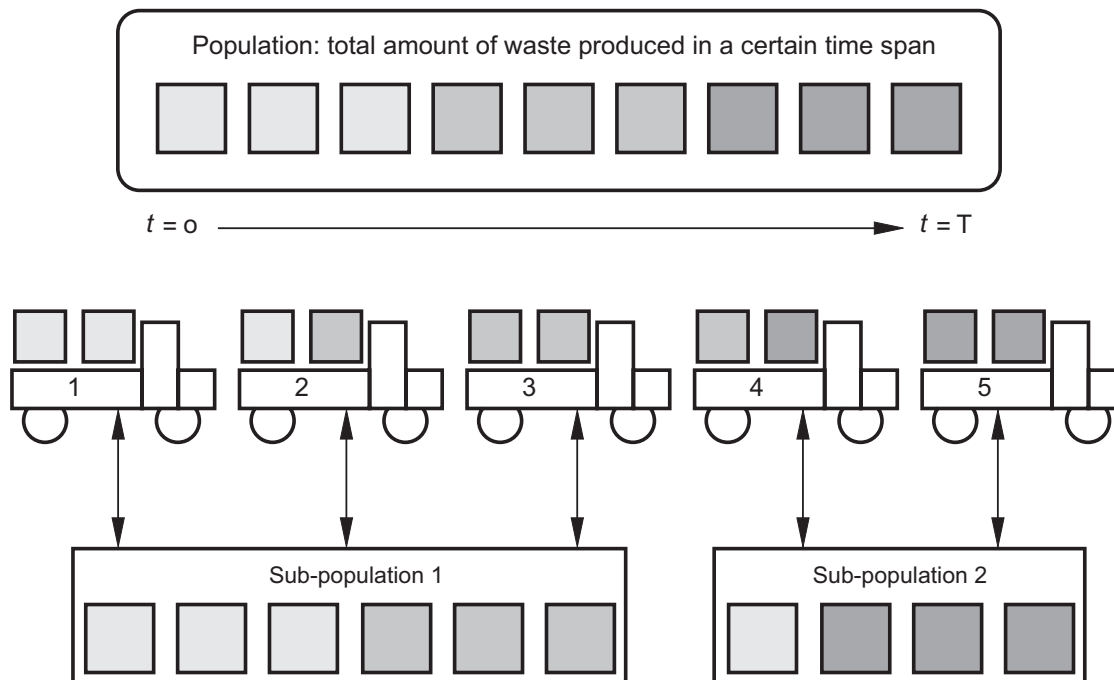 Population: total amount of waste produced in a certain time span
t = o
t = T
1
2
3
4
5
Sub-population 1
Sub-population 2